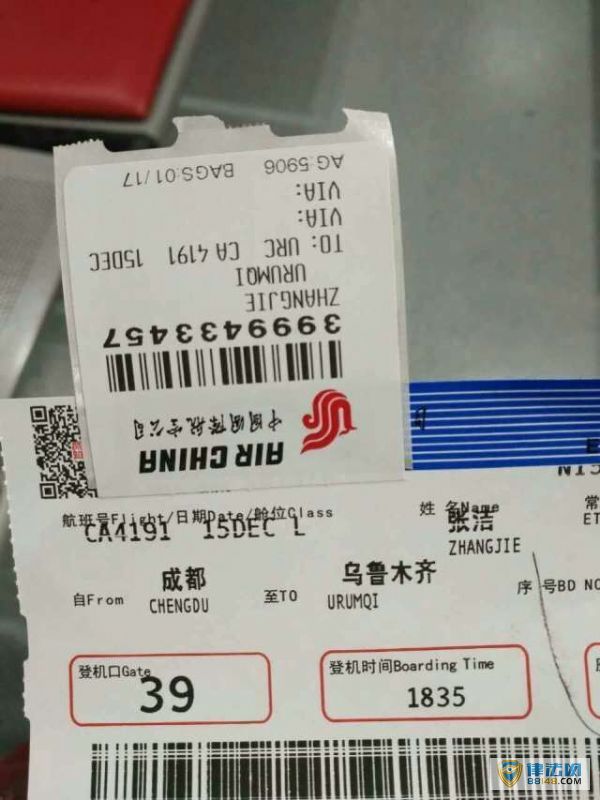 AG:5906 BAGS:01/17
VIA:
VIA:
TO: URC CA 4191 15DEC
URUMQI
ZHANGJIE
3999433457
中国国际航空公司
AIR CHINA
航班号Flight/日期Date/舱位Class
CA4191 15DEC L
姓名Name
张洁
ZHANGJIE
自From
成都
CHENGDU
至TO
乌鲁木齐
URUMQI
序号BD NO
登机口Gate
39
登机时间Boarding Time
1835
律法网
88148.COM